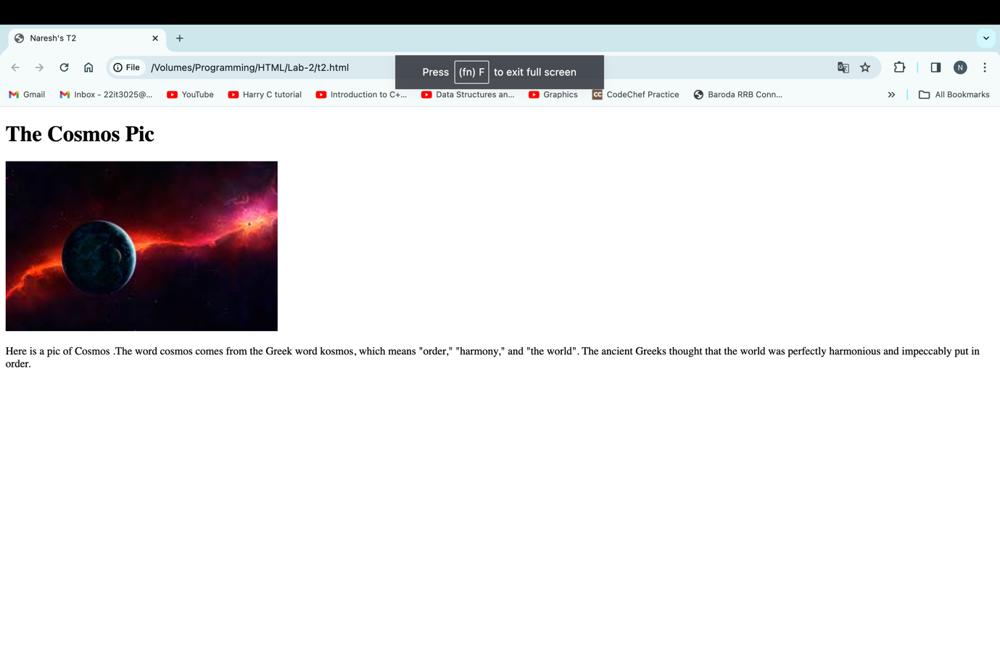 Naresh's T2
File /Volumes/Programming/HTML/Lab-2/t2.html
Press (fn) F to exit full screen
N
Gmail Inbox - 22it3025@... YouTube Harry C tutorial Introduction to C+... Data Structures an... Graphics CC CodeChef Practice Baroda RRB Conn... All Bookmarks
The Cosmos Pic
Here is a pic of Cosmos .The word cosmos comes from the Greek word kosmos, which means "order," "harmony," and "the world". The ancient Greeks thought that the world was perfectly harmonious and impeccably put in
order.